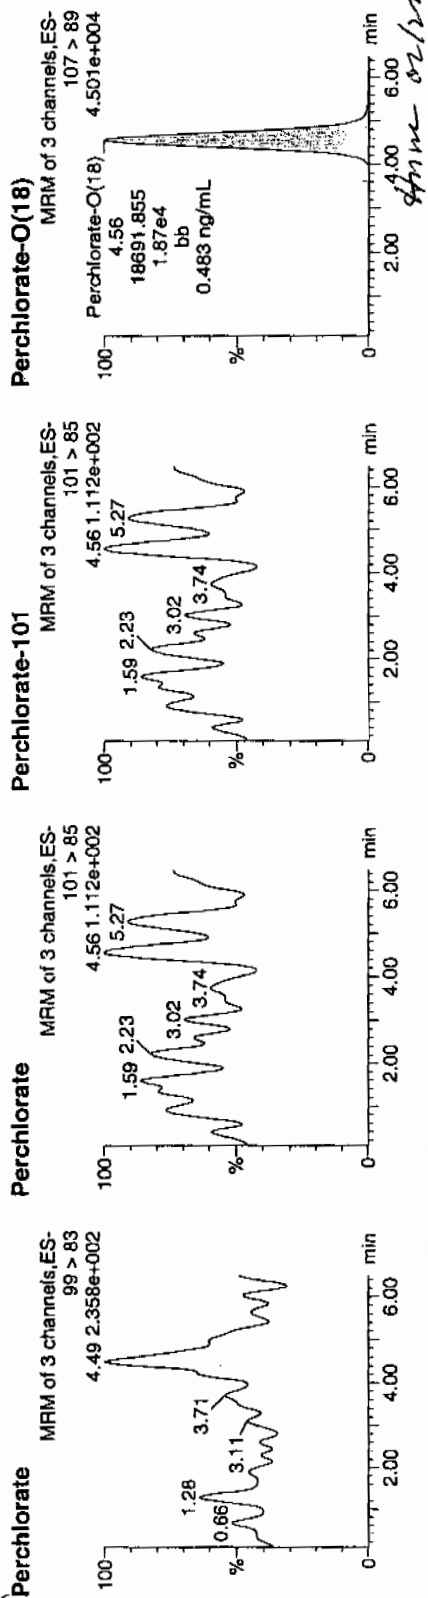 Perchlorate
MRM of 3 channels,ES-
99 > 83
4.49 2.358e+002
100
1.28
0.66
3.11
3.71
%
0
2.00 4.00 6.00 min
Perchlorate
MRM of 3 channels,ES-
101 > 85
4.56 1.112e+002
100
5.27
1.59 2.23
3.02
3.74
%
0
2.00 4.00 6.00 min
Perchlorate-101
MRM of 3 channels,ES-
101 > 85
4.56 1.112e+002
100
5.27
1.59 2.23
3.02
3.74
%
0
2.00 4.00 6.00 min
Perchlorate-O(18)
MRM of 3 channels,ES-
107 > 89
4.501e+004
100
Perchlorate-O(18)
4.56
18691.855
1.87e4
bb
0.483 ng/mL
%
0
2.00 4.00 6.00 min